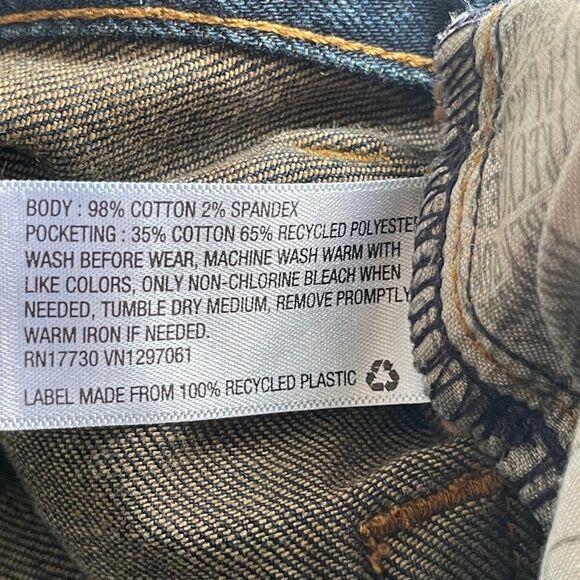 BODY : 98% COTTON 2% SPANDEX
POCKETING : 35% COTTON 65% RECYCLED POLYESTE
WASH BEFORE WEAR, MACHINE WASH WARM WITH
LIKE COLORS, ONLY NON-CHLORINE BLEACH WHEN
NEEDED, TUMBLE DRY MEDIUM, REMOVE PROMPTLY
WARM IRON IF NEEDED.
RN17730 VN1297061
LABEL MADE FROM 100% RECYCLED PLASTIC